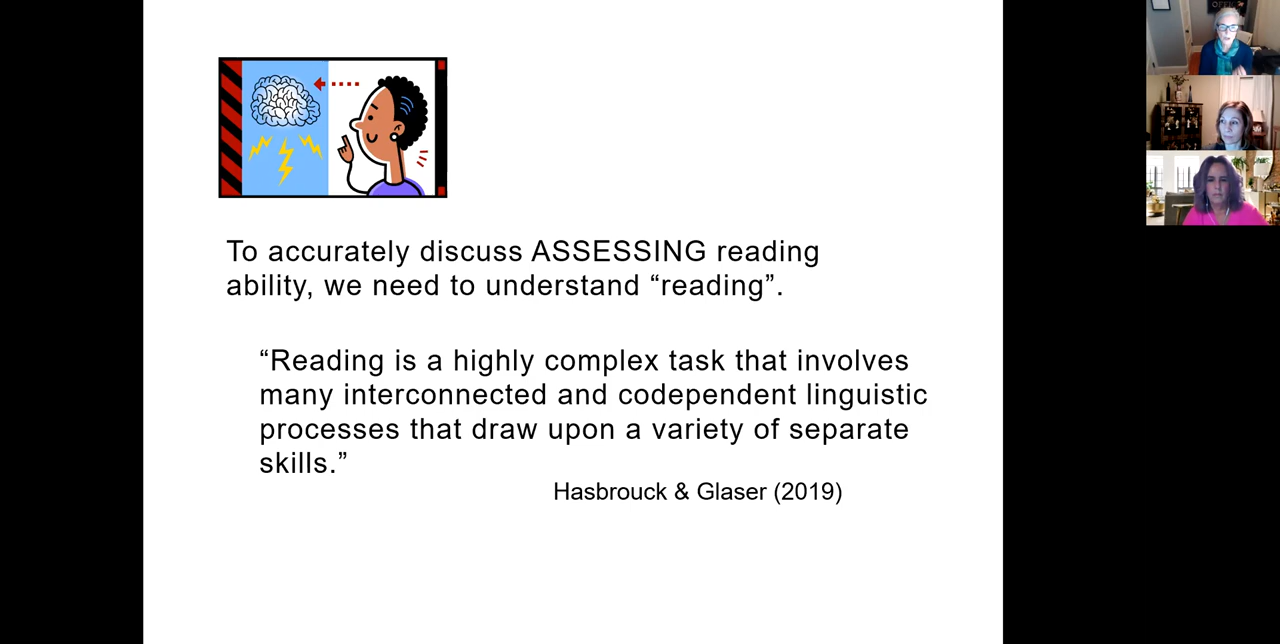 To accurately discuss ASSESSING reading
ability, we need to understand “reading”.
“Reading is a highly complex task that involves
many interconnected and codependent linguistic
processes that draw upon a variety of separate
skills.”
Hasbrouck & Glaser (2019)